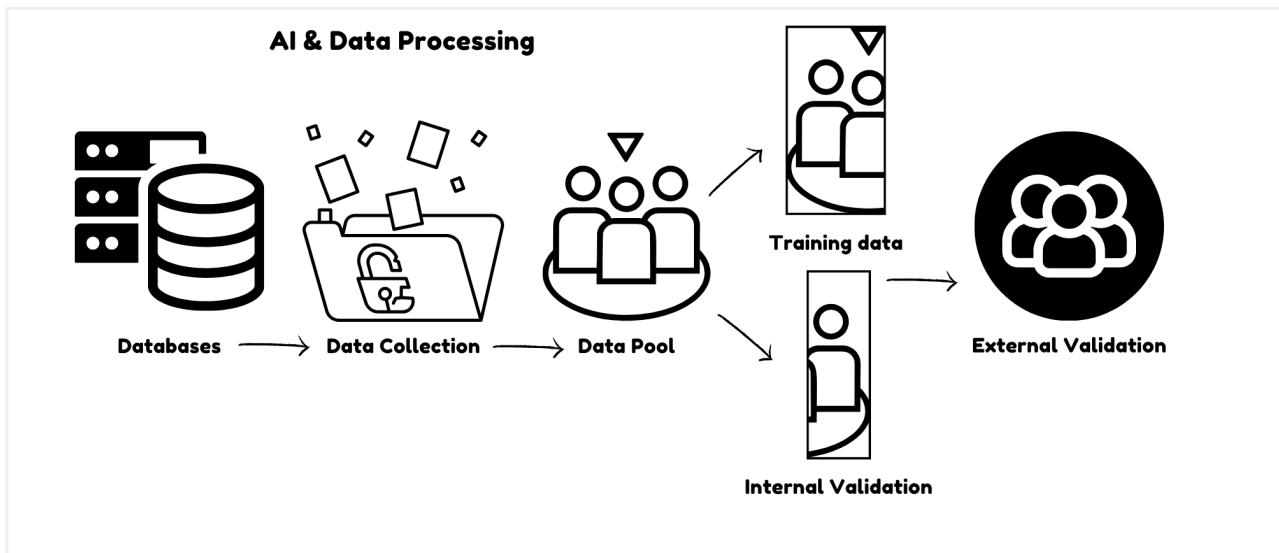 AI & Data Processing
Databases
Data Collection
Data Pool
Training data
Internal Validation
External Validation